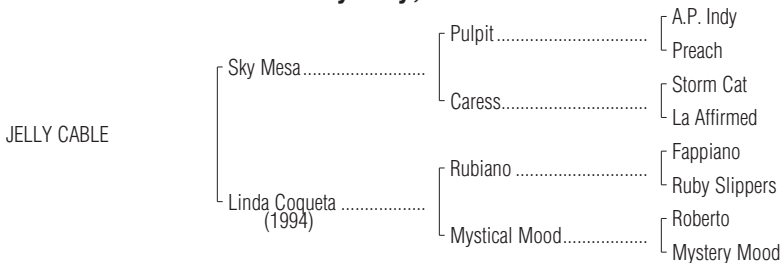 A.P. Indy
Pulpit
Preach
Sky Mesa
Storm Cat
Caress
La Affirmed
JELLY CABLE
Fappiano
Rubiano
Ruby Slippers
Linda Coqueta
(1994)
Roberto
Mystical Mood
Mystery Mood